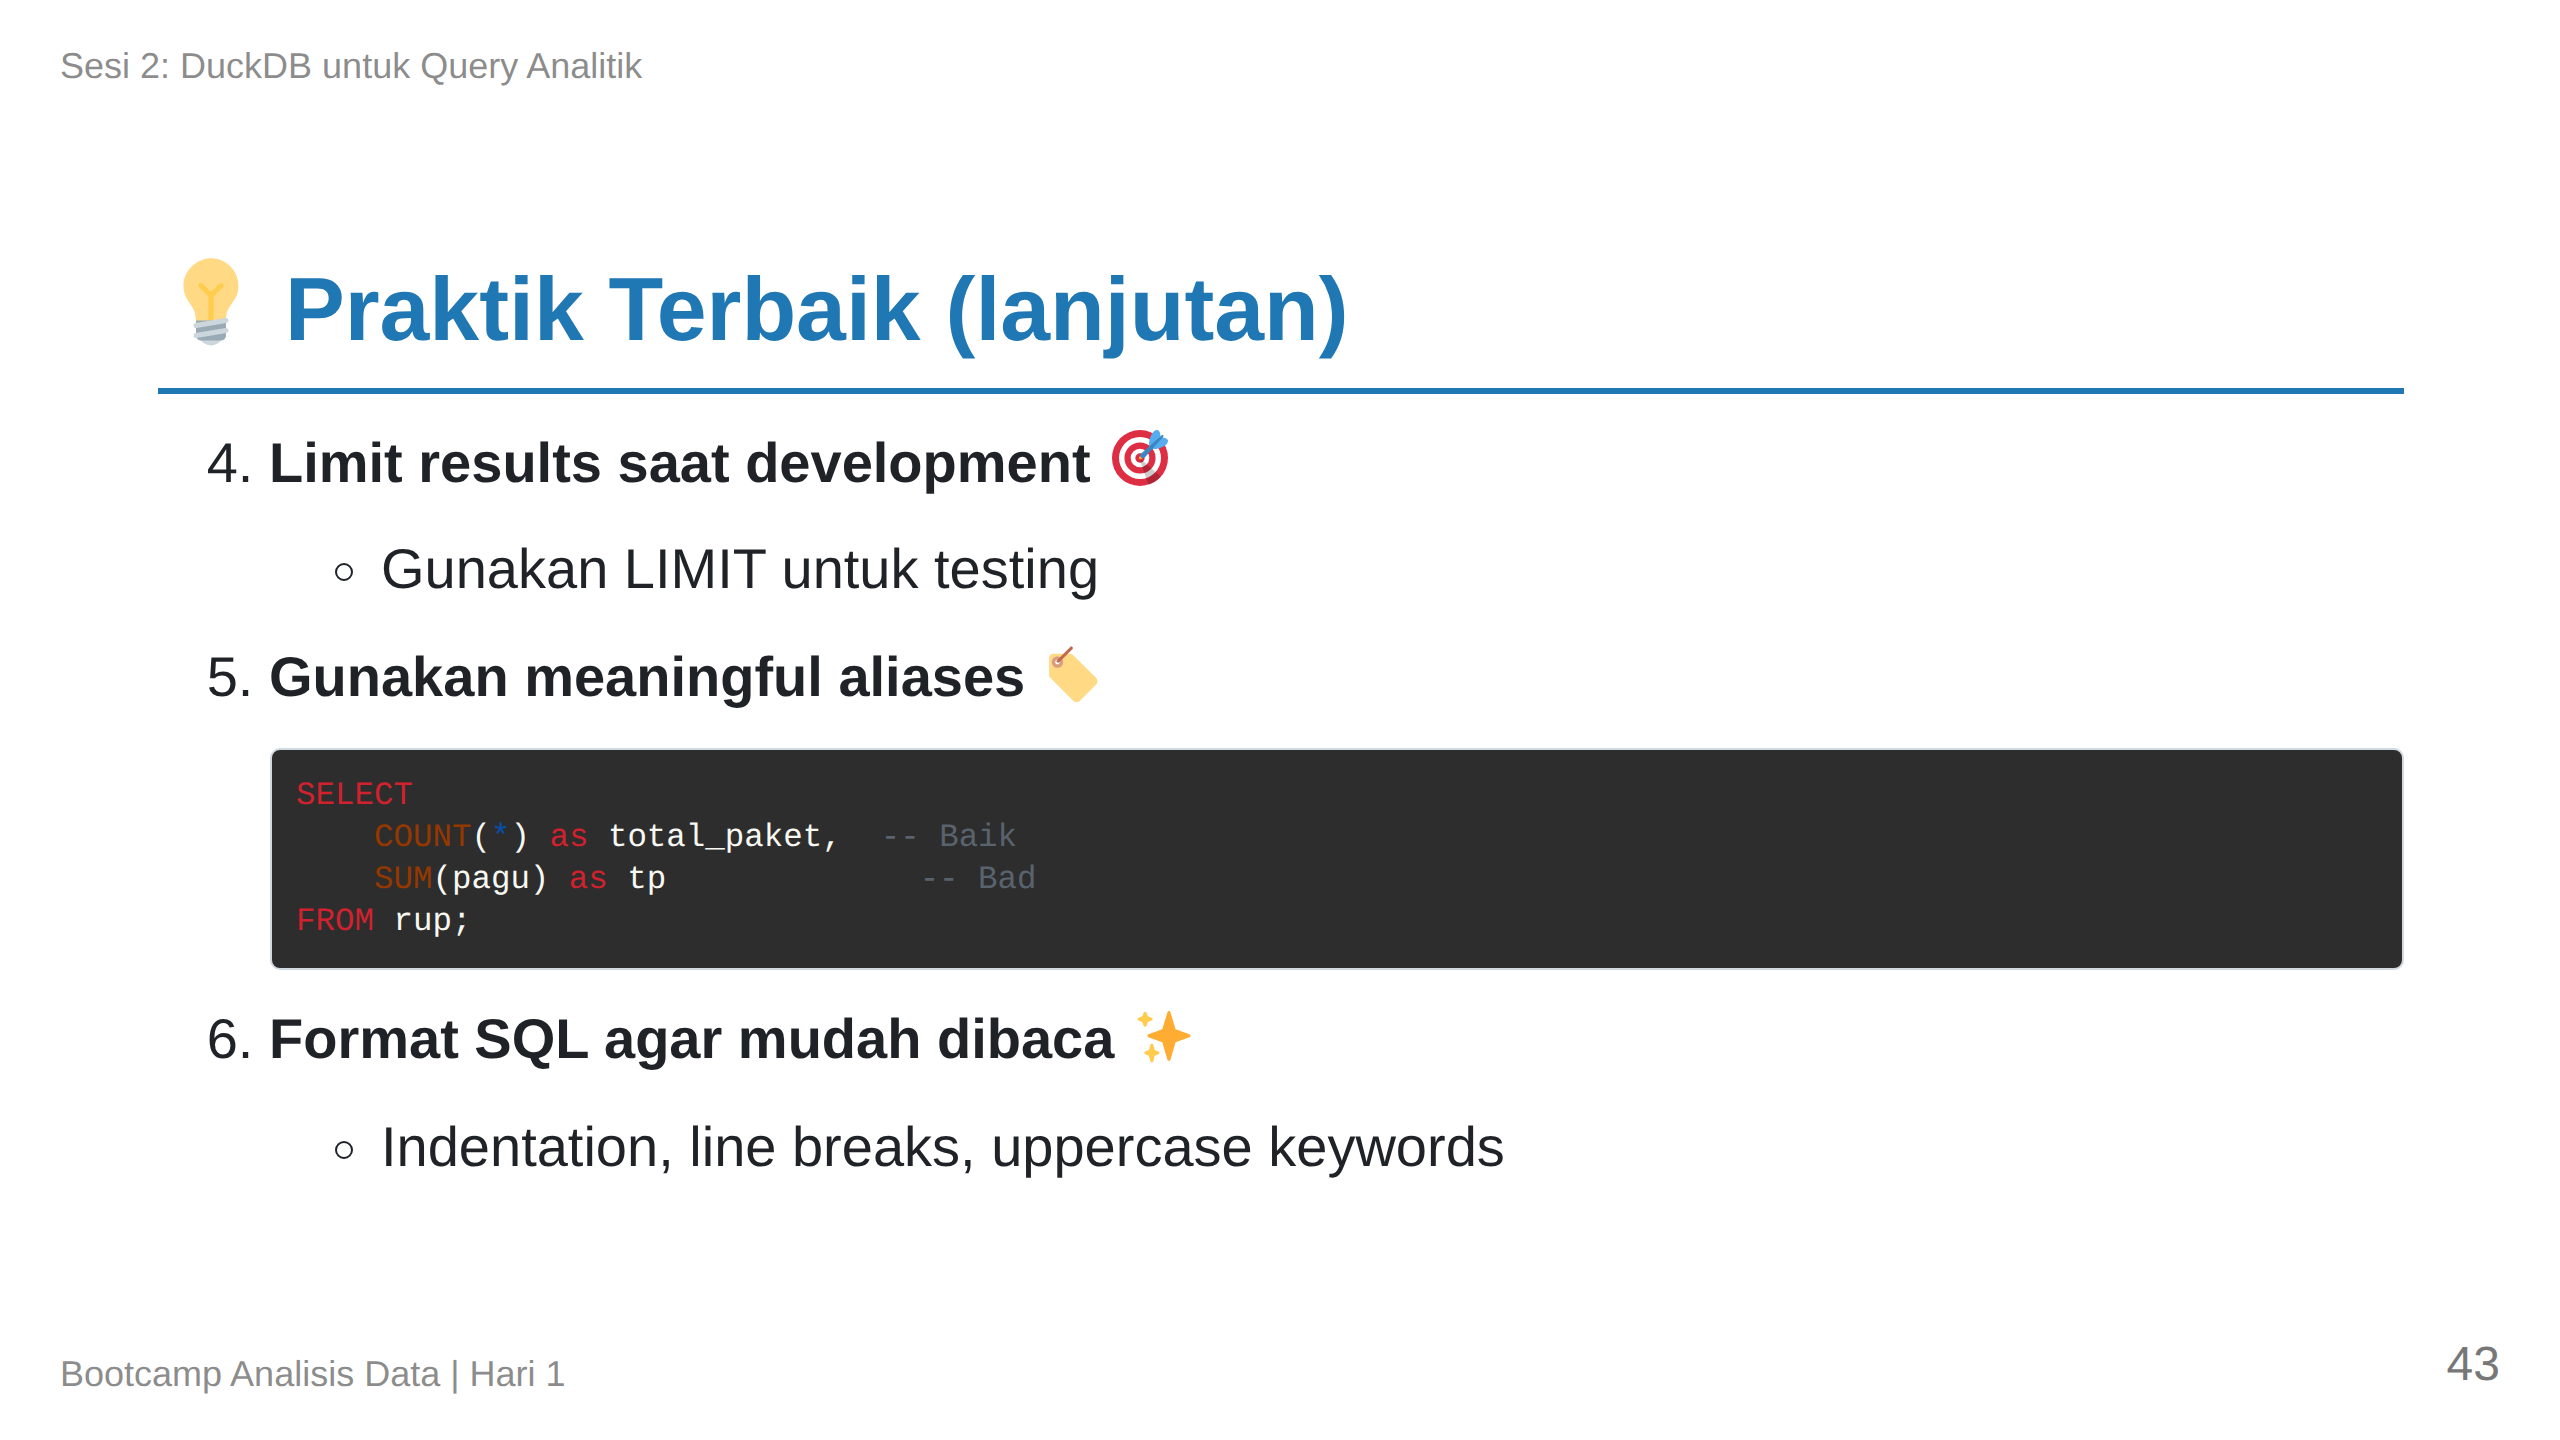 Sesi 2: DuckDB untuk Query Analitik
💡 Praktik Terbaik (lanjutan)
4. Limit results saat development 🎯
◦ Gunakan LIMIT untuk testing
5. Gunakan meaningful aliases 🏷️
SELECT
    COUNT(*) as total_paket,  -- Baik
    SUM(pagu) as tp             -- Bad
FROM rup;
6. Format SQL agar mudah dibaca ✨
◦ Indentation, line breaks, uppercase keywords
Bootcamp Analisis Data | Hari 1
43